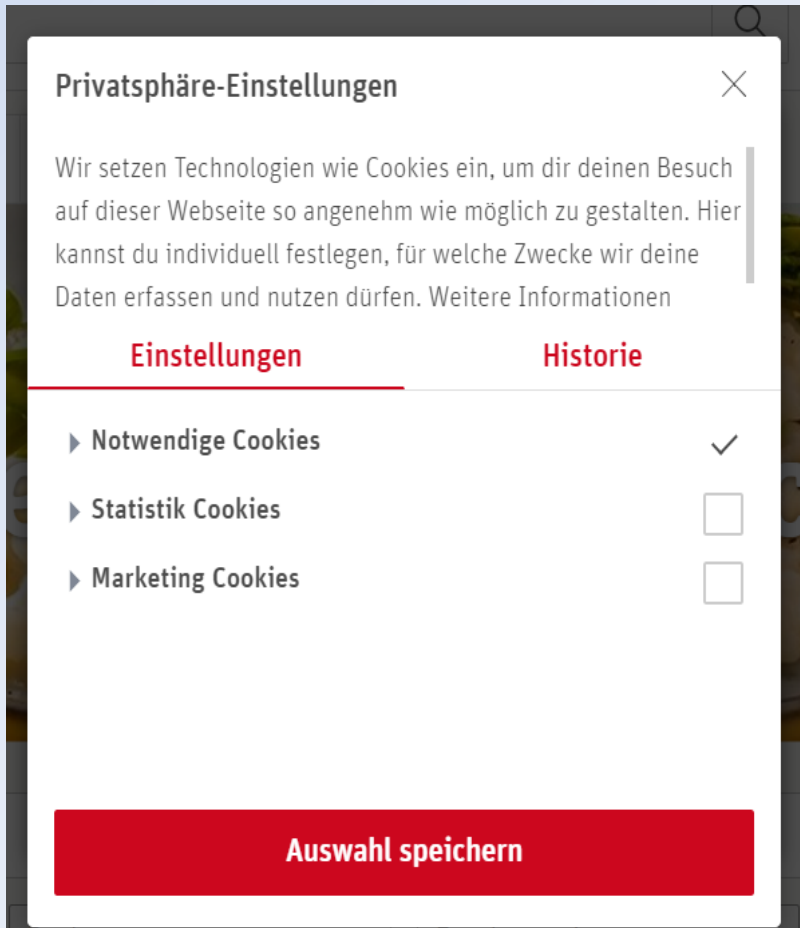 Privatsphäre-Einstellungen
Wir setzen Technologien wie Cookies ein, um dir deinen Besuch
auf dieser Webseite so angenehm wie möglich zu gestalten. Hier
kannst du individuell festlegen, für welche Zwecke wir deine
Daten erfassen und nutzen dürfen. Weitere Informationen
Einstellungen Historie
Notwendige Cookies
Statistik Cookies
Marketing Cookies
Auswahl speichern